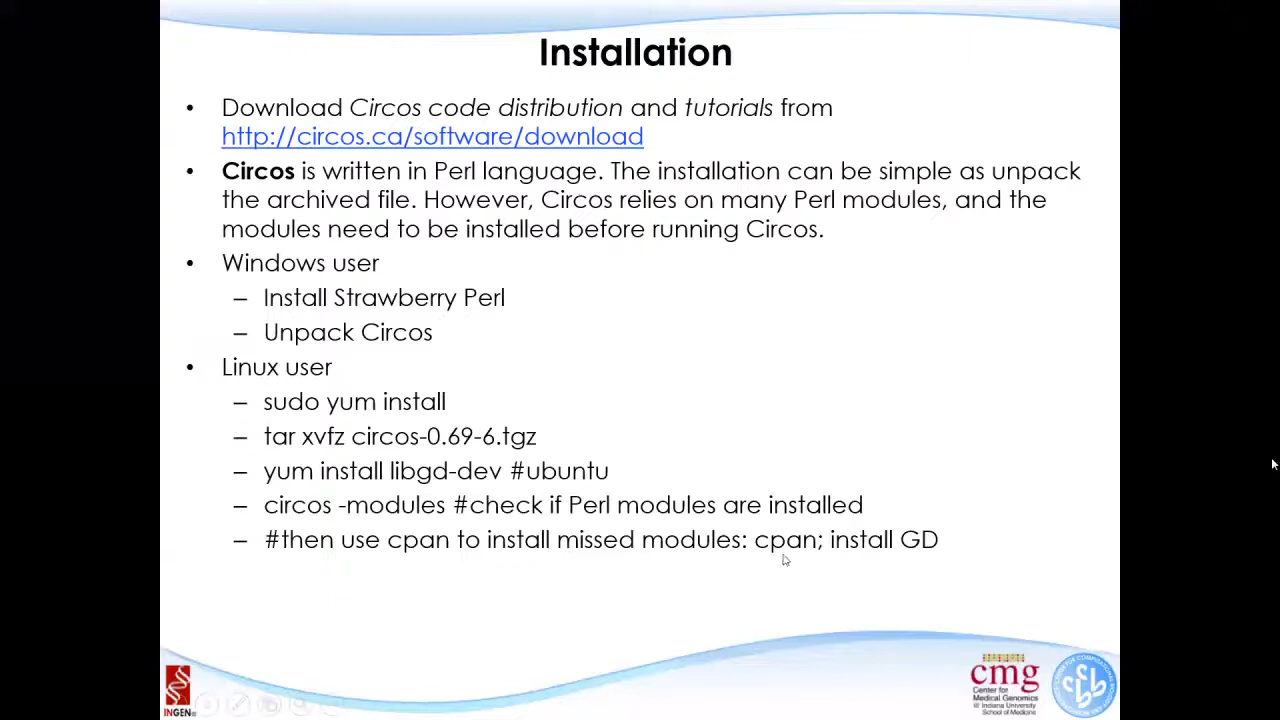 Installation
• Download Circos code distribution and tutorials from
http://circos.ca/software/download
• Circos is written in Perl language. The installation can be simple as unpack
the archived file. However, Circos relies on many Perl modules, and the
modules need to be installed before running Circos.
• Windows user
– Install Strawberry Perl
– Unpack Circos
• Linux user
– sudo yum install
– tar xvfz circos-0.69-6.tgz
– yum install libgd-dev #ubuntu
– circos -modules #check if Perl modules are installed
– #then use cpan to install missed modules: cpan; install GD
INGEN
cmg
Center for
Medical Genomics
@ Indiana University
School of Medicine